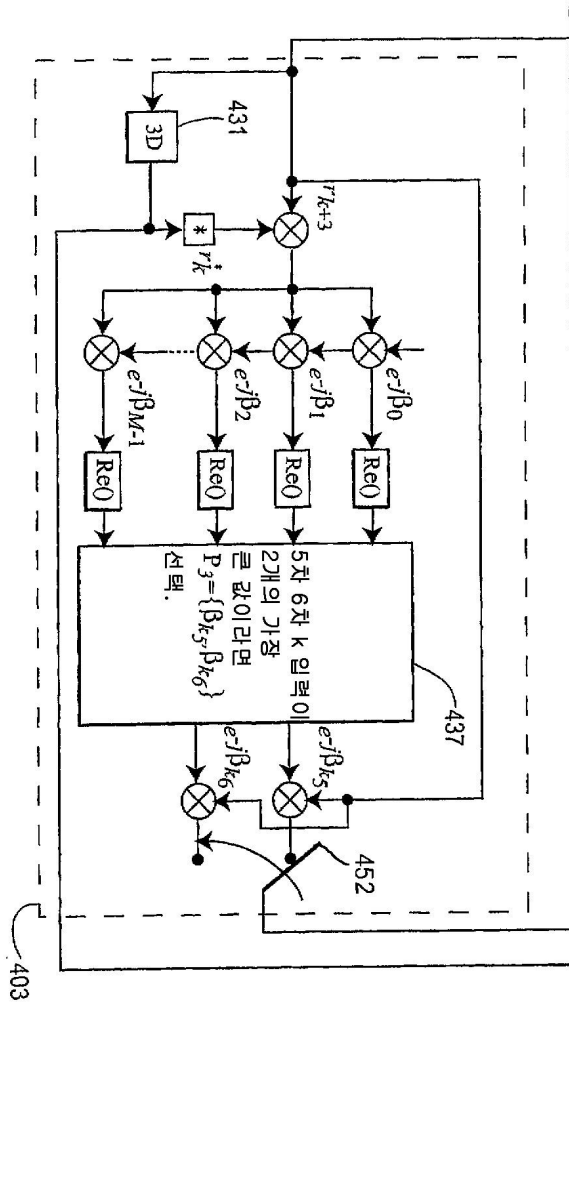 431
3D
r_{k+3}
*
r_k^*
e^{-jβ_0}
e^{-jβ_1}
e^{-jβ_2}
e^{-jβ_{M-1}}
Re()
Re()
Re()
Re()
5차 6차 k 입력이
2개의 가장
큰 값이라면
P_3={β_{k_5},β_{k_6}}
선택.
437
e^{-jβ_{k_5}}
e^{-jβ_{k_6}}
452
403